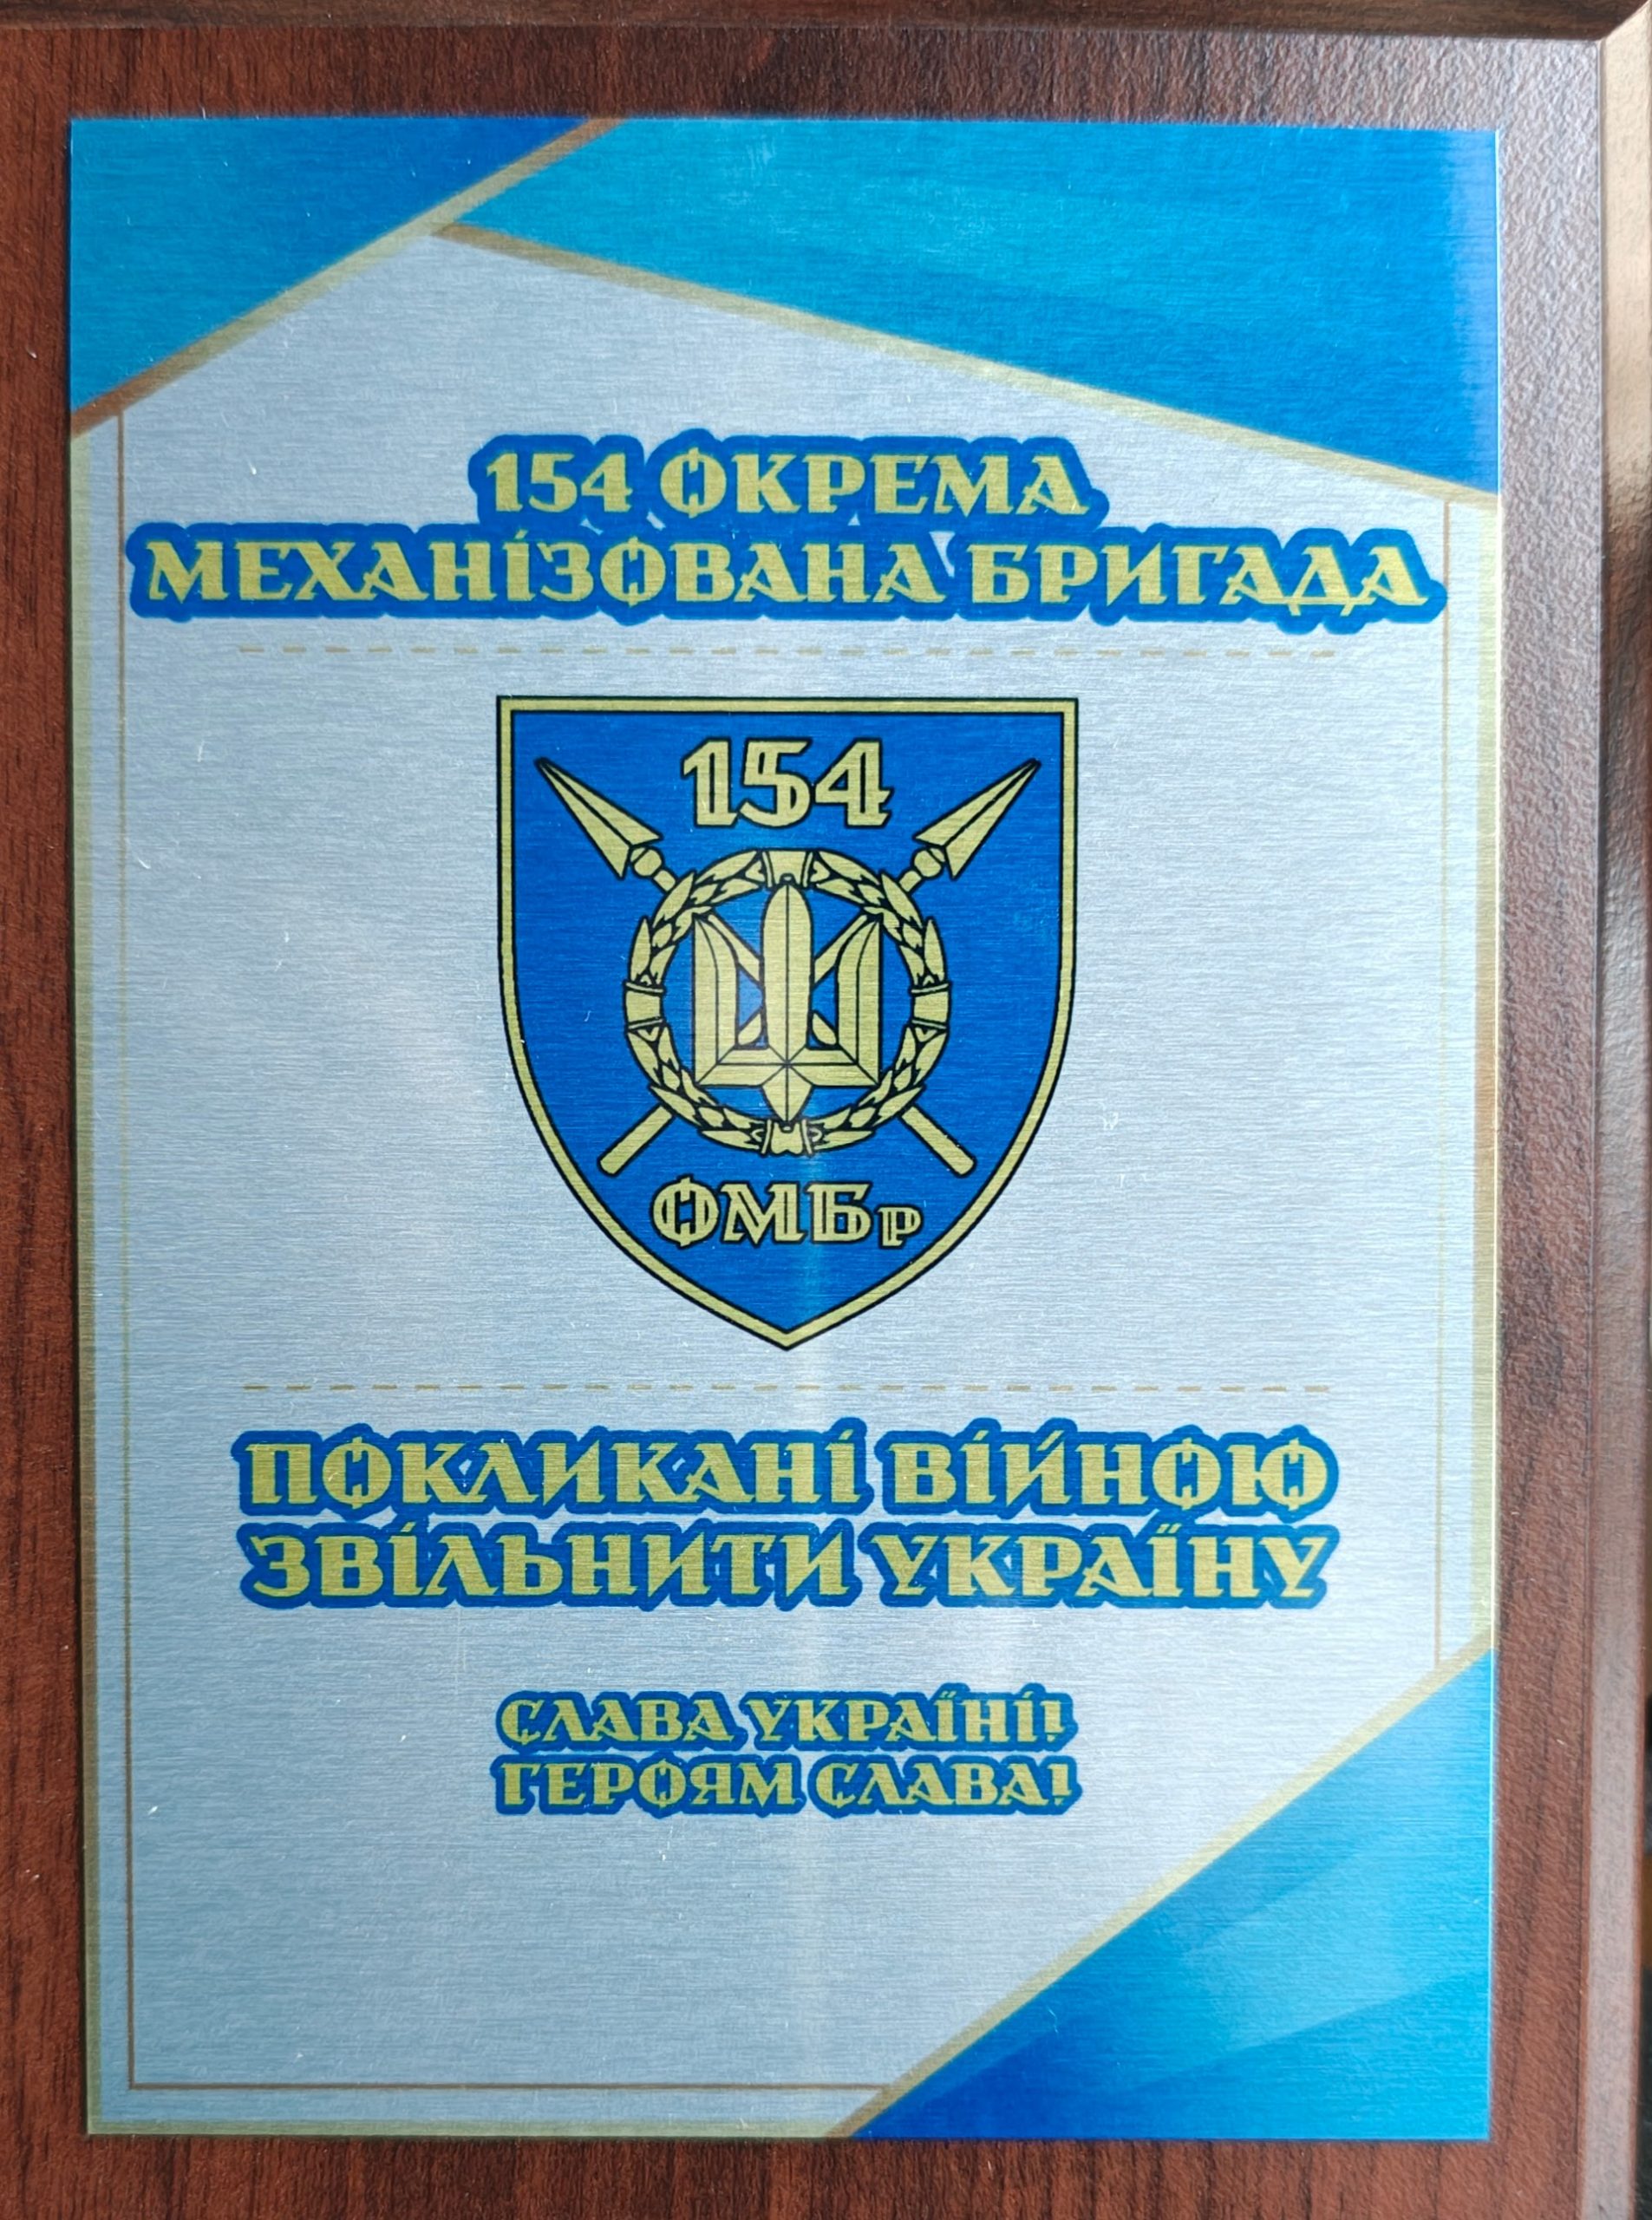 154 ОКРЕМА
МЕХАНІЗОВАНА БРИГАДА
154
ОМБр
ПОКЛИКАНІ ВІЙНОЮ
ЗВІЛЬНИТИ УКРАЇНУ
СЛАВА УКРАЇНІ!
ГЕРОЯМ СЛАВА!